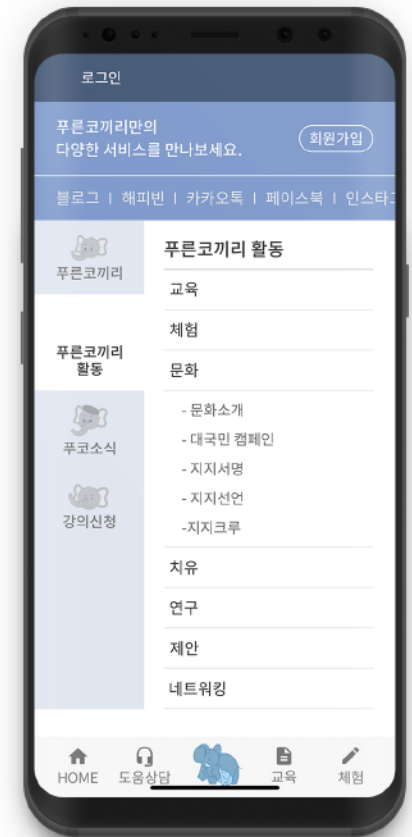 로그인
푸른코끼리만의
다양한 서비스를 만나보세요.
회원가입
블로그 | 해피빈 | 카카오톡 | 페이스북 | 인스타그
푸른코끼리
푸른코끼리
활동
푸코소식
강의신청
푸른코끼리 활동
교육
체험
문화
- 문화소개
- 대국민 캠페인
- 지지서명
- 지지선언
-지지크루
치유
연구
제안
네트워킹
HOME
도움상담
교육
체험